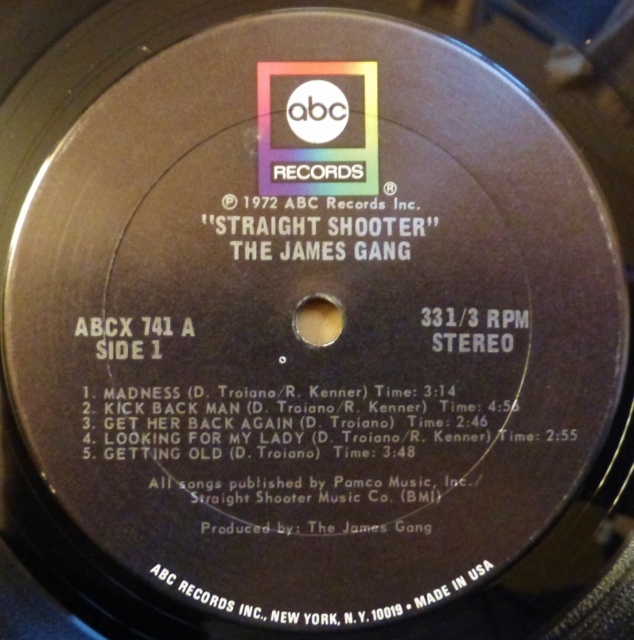 abc
RECORDS
®
℗ 1972 ABC Records Inc.
"STRAIGHT SHOOTER"
THE JAMES GANG
ABCX 741 A
SIDE 1
33 1/3 RPM
STEREO
1. MADNESS (D. Troiano/R. Kenner) Time: 3:14
2. KICK BACK MAN (D. Troiano/R. Kenner) Time: 4:56
3. GET HER BACK AGAIN (D. Troiano) Time: 2:46
4. LOOKING FOR MY LADY (D. Troiano/R. Kenner) Time: 2:55
5. GETTING OLD (D. Troiano) Time: 3:48
All songs published by Pamco Music, Inc./
Straight Shooter Music Co. (BMI)
Produced by: The James Gang
ABC RECORDS INC., NEW YORK, N.Y. 10019 • MADE IN USA